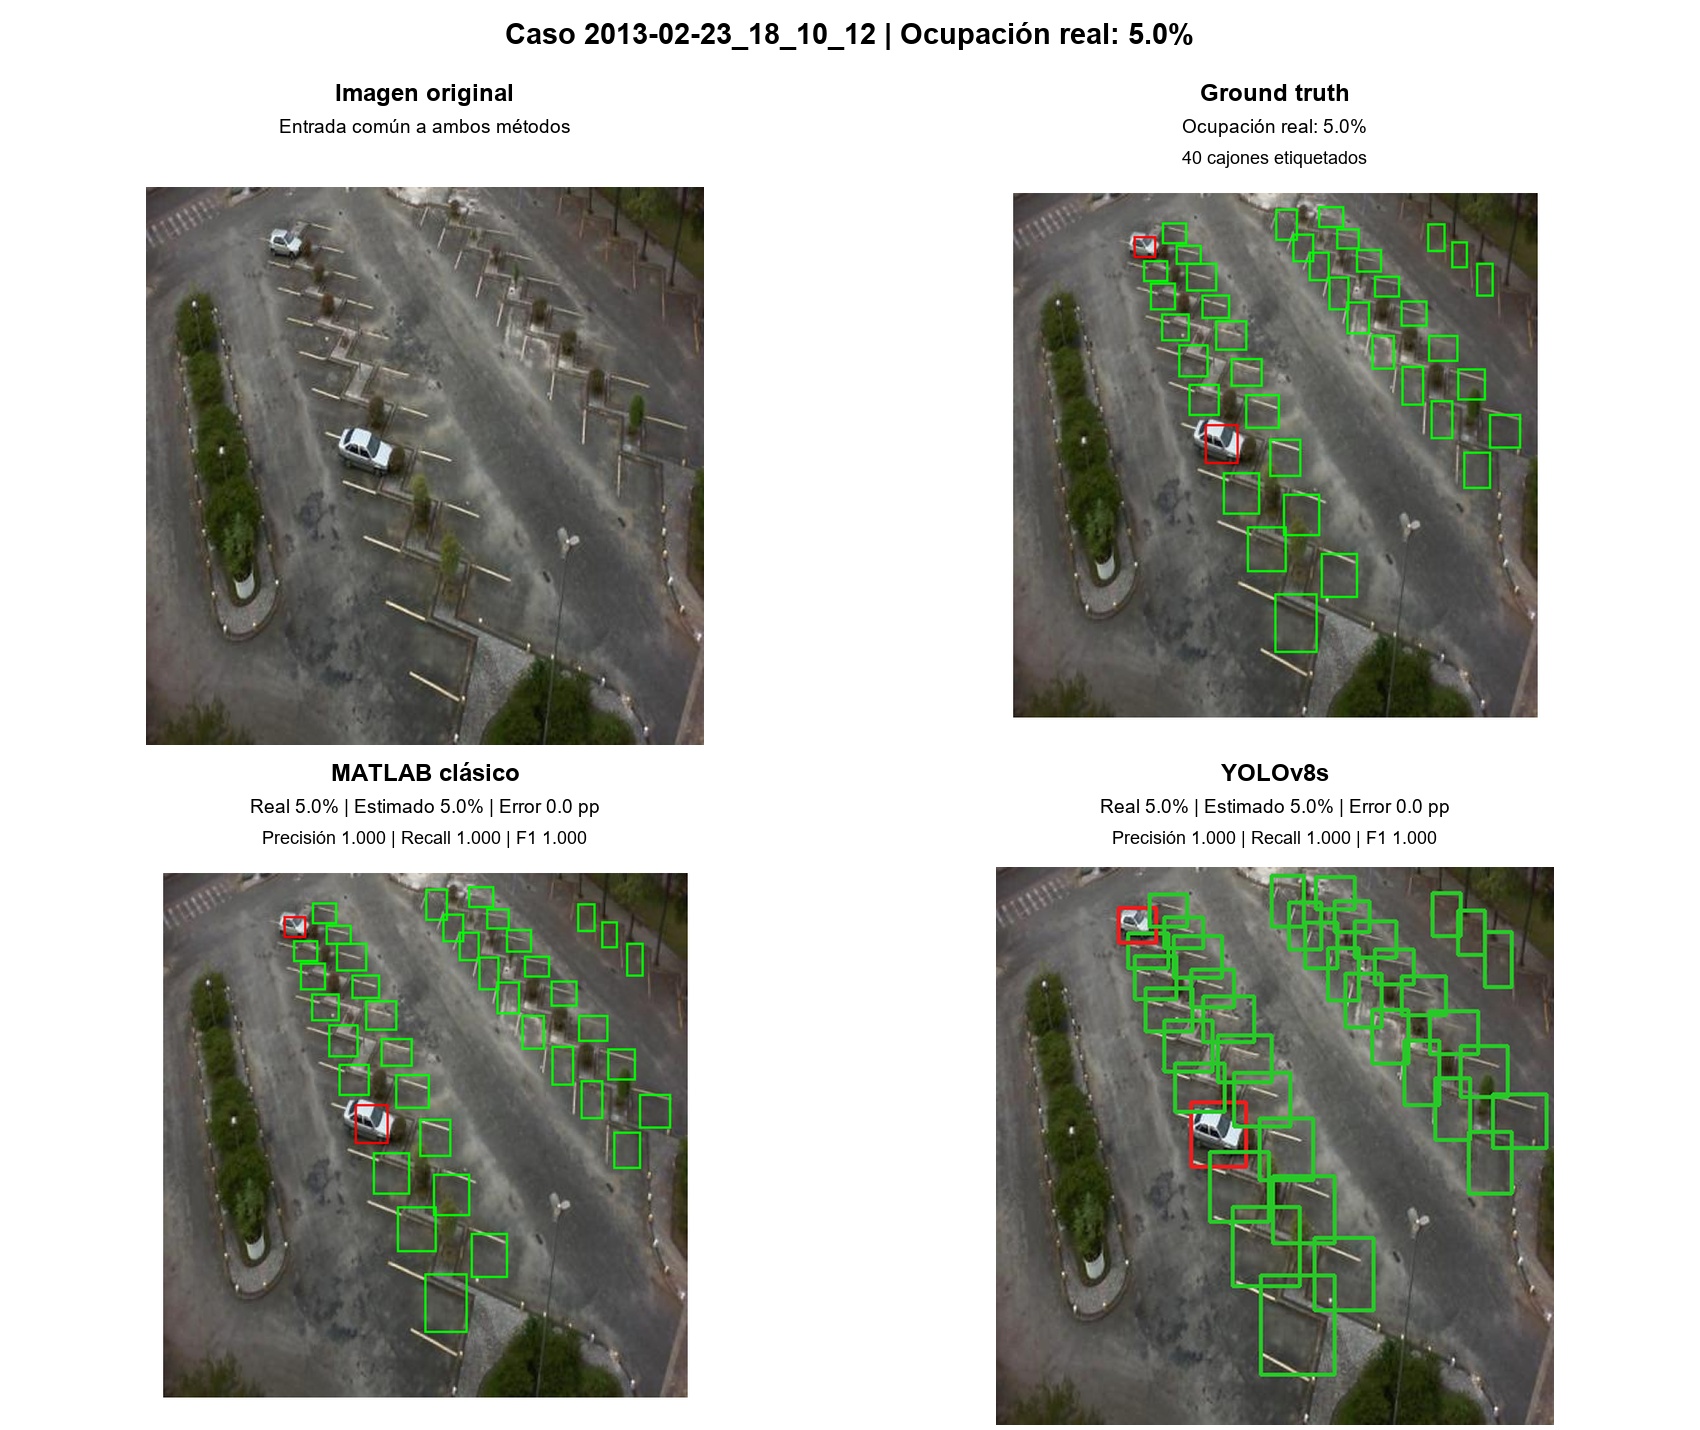 Caso 2013-02-23_18_10_12 | Ocupación real: 5.0%
Imagen original
Entrada común a ambos métodos
Ground truth
Ocupación real: 5.0%
40 cajones etiquetados
MATLAB clásico
Real 5.0% | Estimado 5.0% | Error 0.0 pp
Precisión 1.000 | Recall 1.000 | F1 1.000
YOLOv8s
Real 5.0% | Estimado 5.0% | Error 0.0 pp
Precisión 1.000 | Recall 1.000 | F1 1.000